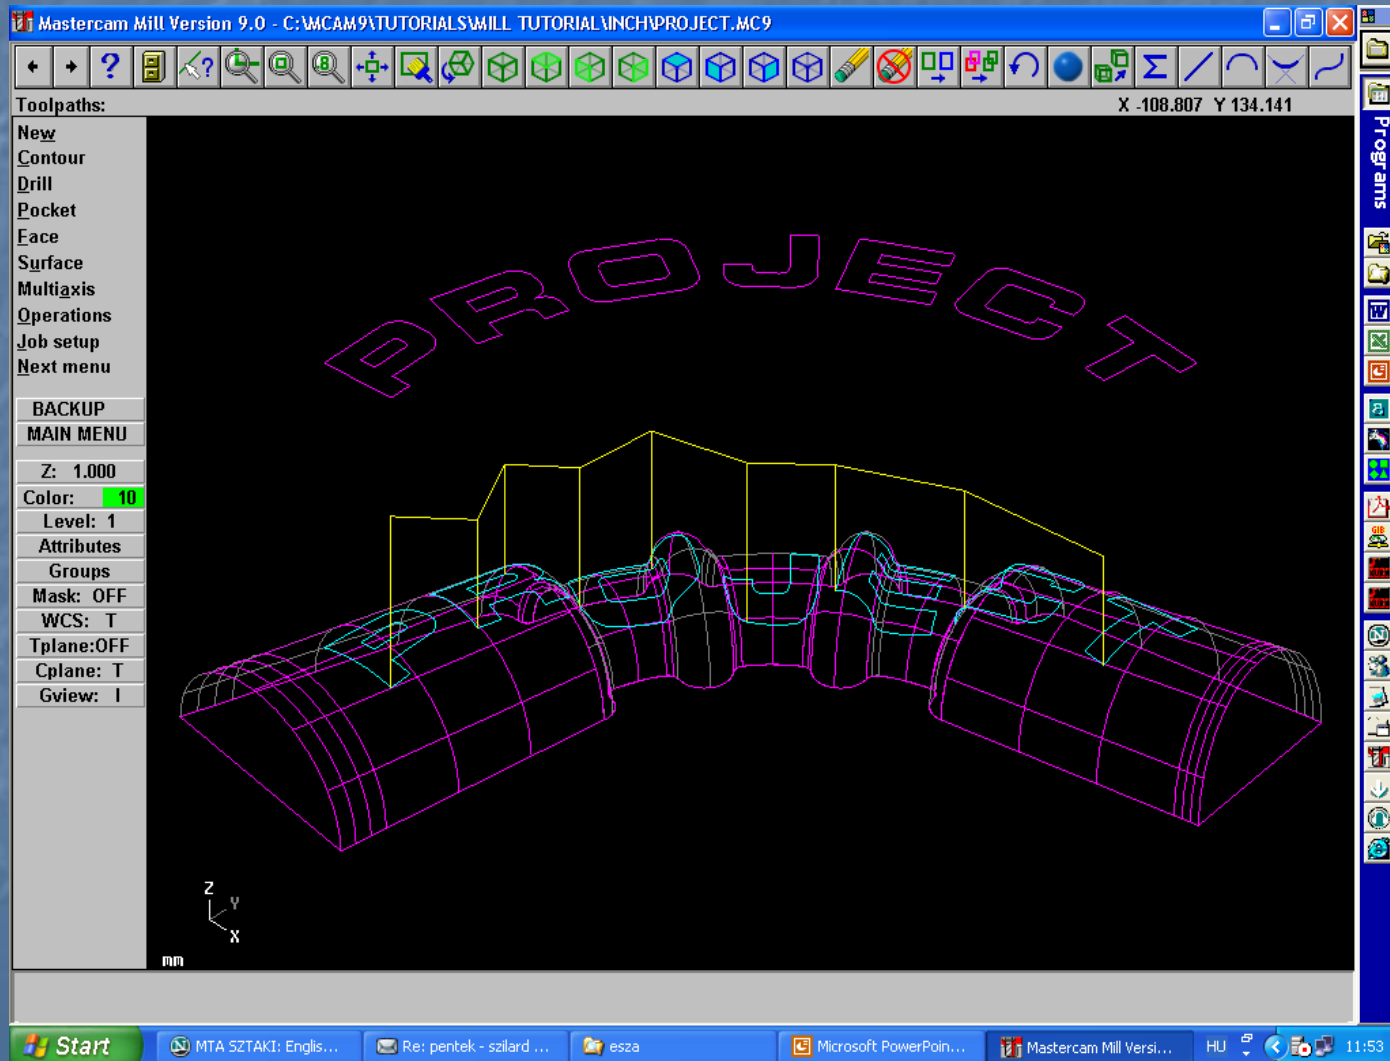 Mastercam Mill Version 9.0 - C:\MCAM9\TUTORIALS\MILL TUTORIAL\INCH\PROJECT.MC9
Toolpaths:
X -108.807 Y 134.141
New
Contour
Drill
Pocket
Face
Surface
Multiaxis
Operations
Job setup
Next menu
BACKUP
MAIN MENU
Z: 1.000
Color: 10
Level: 1
Attributes
Groups
Mask: OFF
WCS: T
Tplane:OFF
Cplane: T
Gview: I
PROJECT
Z
Y
X
mm
Programs
Start
MTA SZTAKI: Englis...
Re: pentek - szilard ...
esza
Microsoft PowerPoin...
Mastercam Mill Versi...
HU
11:53